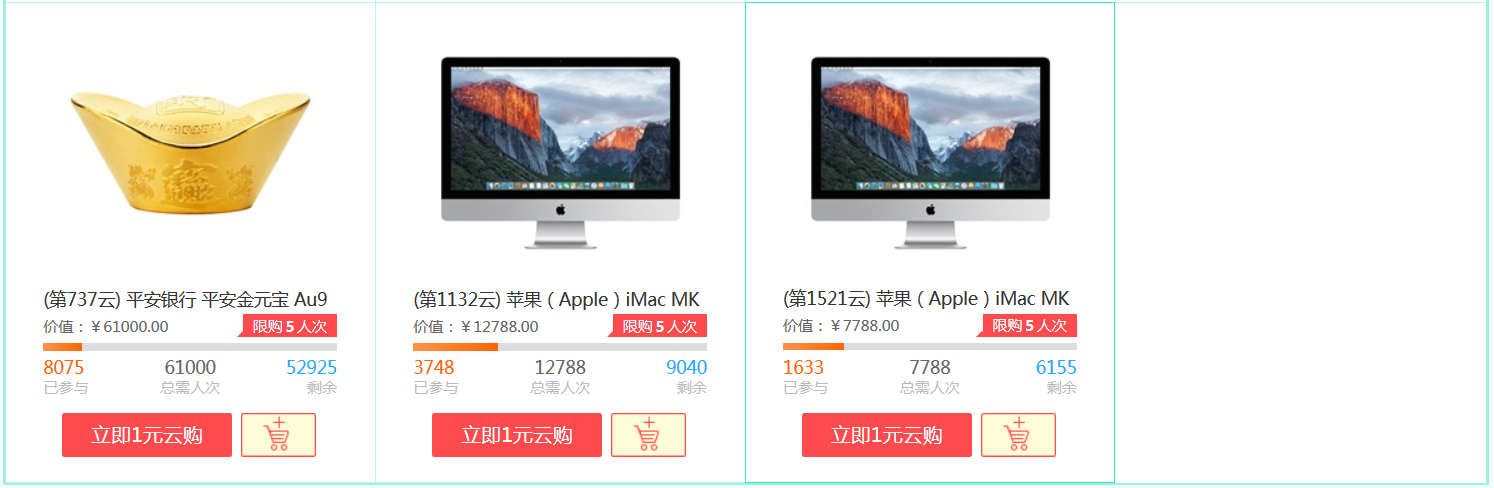 (第737云) 平安银行 平安金元宝 Au9
价值：￥61000.00
限购 5 人次
8075 61000 52925
已参与 总需人次 剩余
立即1元云购
(第1132云) 苹果（Apple）iMac MK
价值：￥12788.00
限购 5 人次
3748 12788 9040
已参与 总需人次 剩余
立即1元云购
(第1521云) 苹果（Apple）iMac MK
价值：￥7788.00
限购 5 人次
1633 7788 6155
已参与 总需人次 剩余
立即1元云购